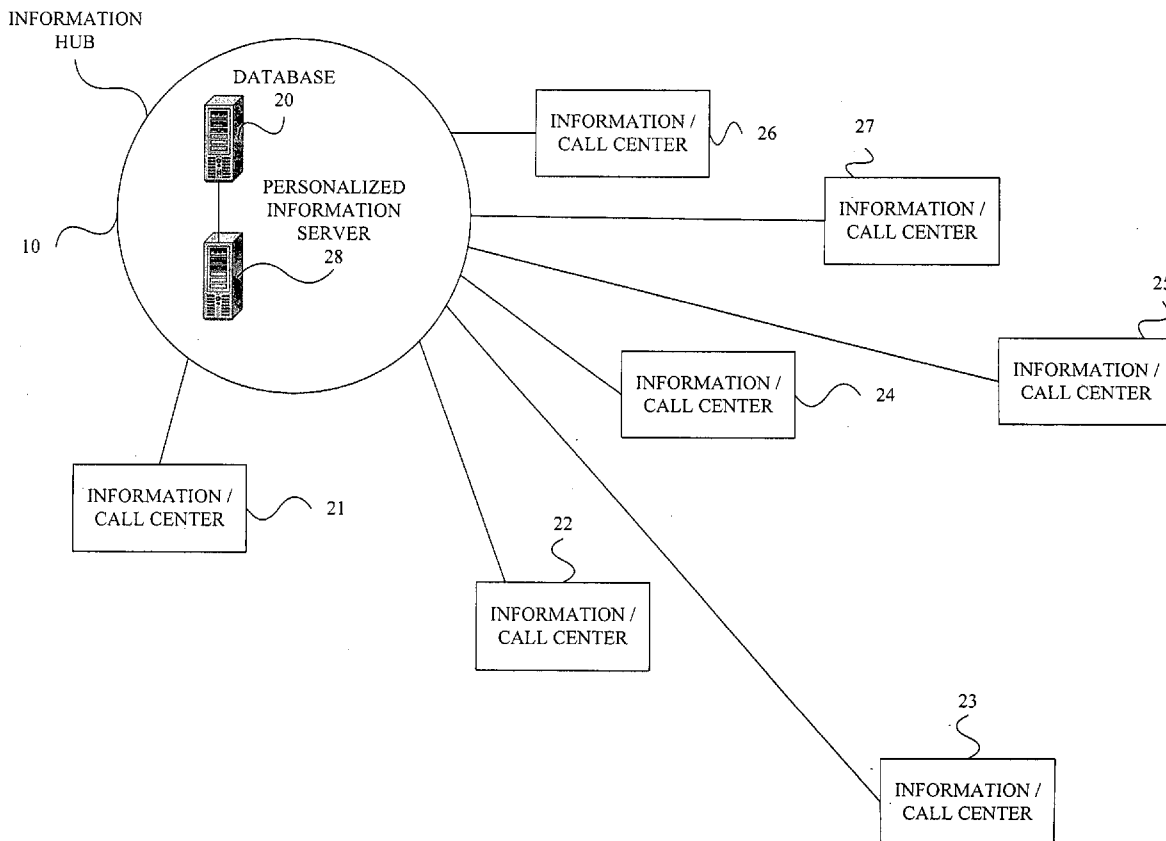 INFORMATION
HUB
DATABASE
20
PERSONALIZED
INFORMATION
SERVER
28
10
INFORMATION /
CALL CENTER
26
27
INFORMATION /
CALL CENTER
25
INFORMATION /
CALL CENTER
INFORMATION /
CALL CENTER
24
INFORMATION /
CALL CENTER
21
22
INFORMATION /
CALL CENTER
23
INFORMATION /
CALL CENTER